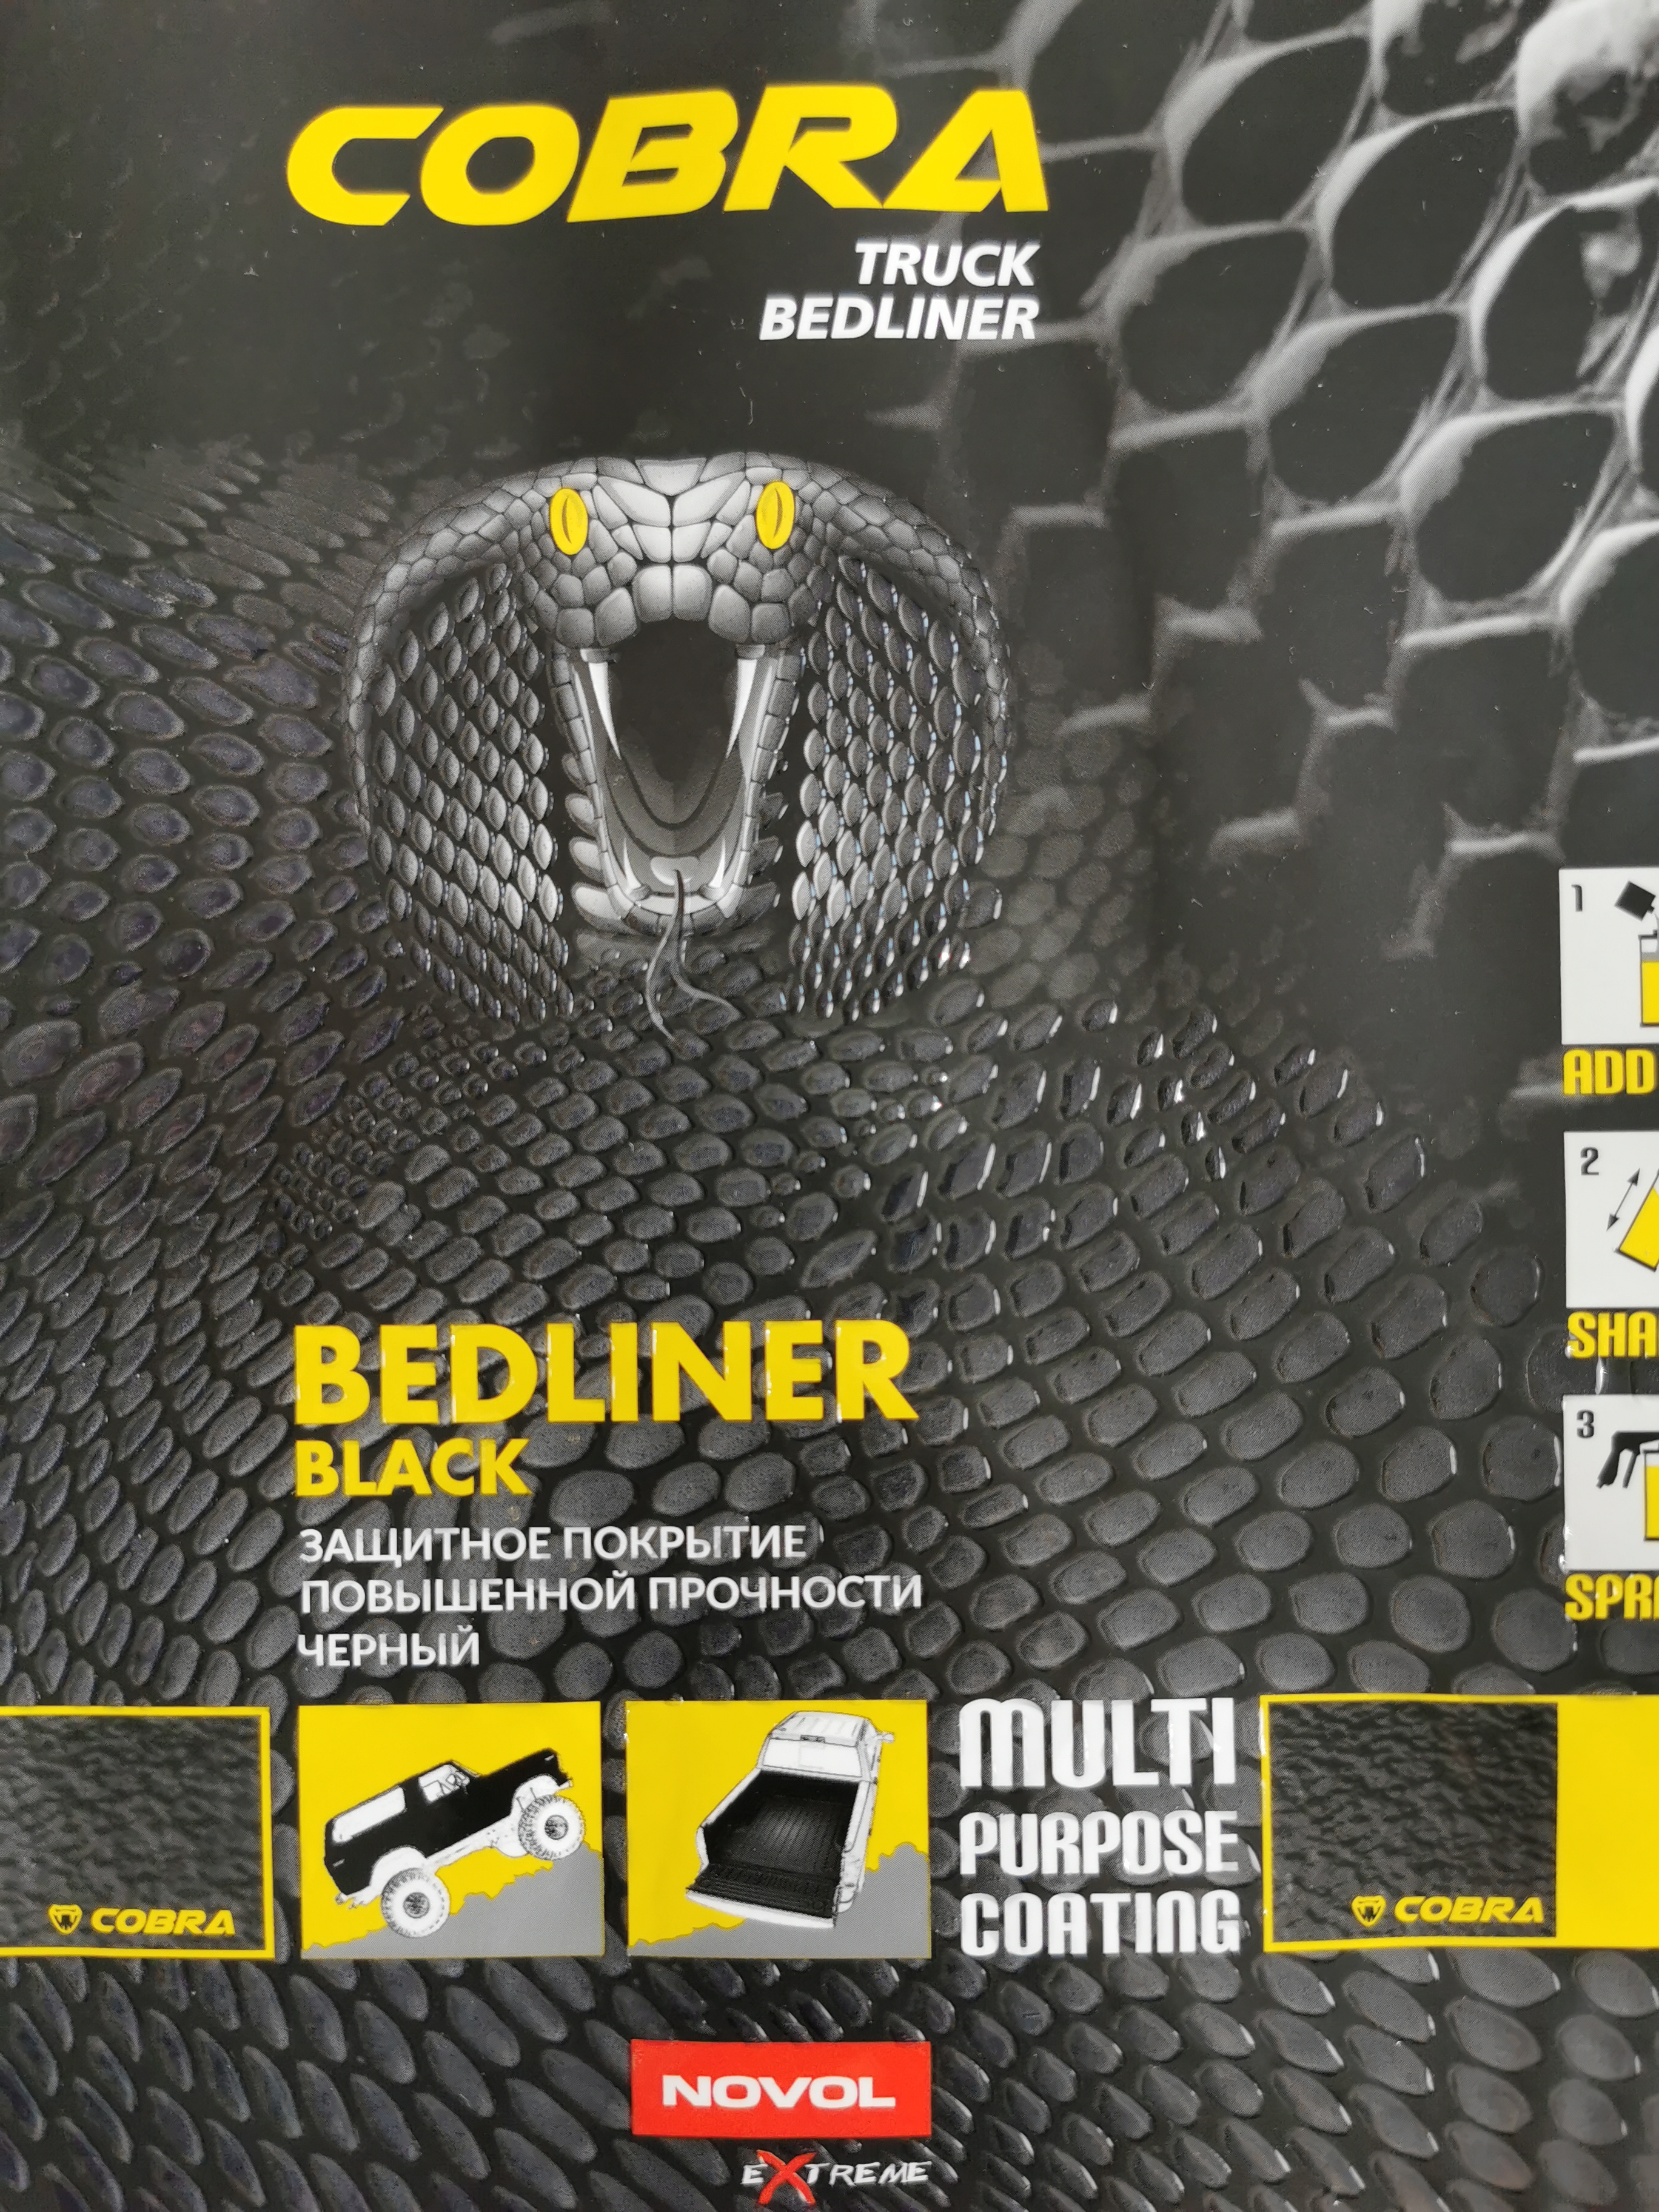 COBRA
TRUCK
BEDLINER
1
ADD
2
3
BEDLINER
BLACK
ЗАЩИТНОЕ ПОКРЫТИЕ
ПОВЫШЕННОЙ ПРОЧНОСТИ
ЧЕРНЫЙ
COBRA
MULTI
PURPOSE
COATING
COBRA
NOVOL
EXTREME